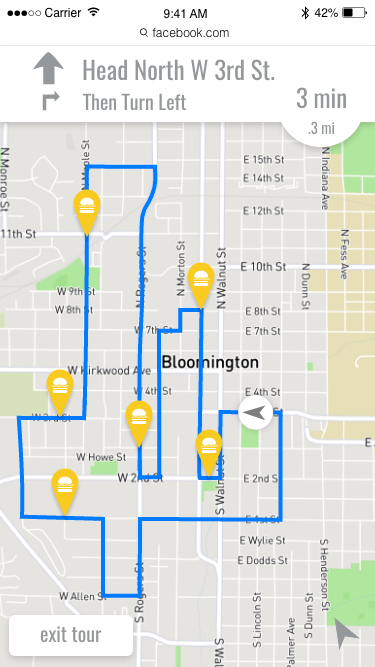 Carrier 9:41 AM 42%
facebook.com
Head North W 3rd St.
Then Turn Left
3 min
.3 mi
N Monroe St
N Maple St
E 15th St
E 14th St
N Indiana Ave
E 12th St
11th St
N Fess Ave
N Rogers St
N Morton St
N Walnut St
E 10th St
N Dunn St
W 9th St
W 8th St
E 8th St
W 7th St
E 7th St
Bloomington
W Kirkwood Ave
W 4th St
E 4th St
W 3rd St
E
W Howe St
W 2nd St
E 2nd St
S Walnut St
E 1st St
E Wylie St
E Dodds St
S Henderson St
S Rogers St
W Allen St
S Lincoln St
S Dunn St
Palmer Ave
S Wal
exit tour